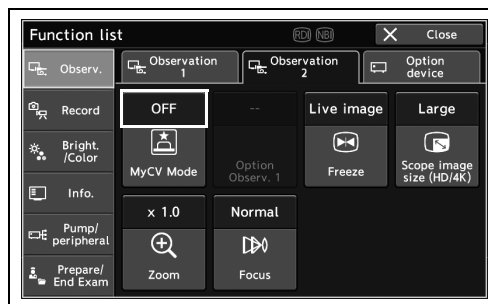 Function list
RDI NBI
X Close
Observ.
Record
Bright.
/Color
Info.
Pump/
peripheral
Prepare/
End Exam
Observation
1
Observation
2
Option
device
OFF
MyCV Mode
--
Option
Observ. 1
Live image
Freeze
Large
Scope image
size (HD/4K)
x 1.0
Zoom
Normal
Focus